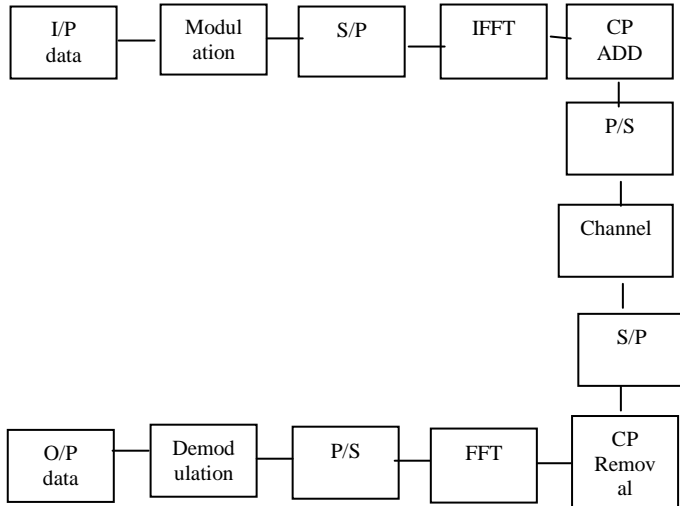 I/P
data
Modul
ation
S/P
IFFT
CP
ADD
P/S
Channel
S/P
CP
Remov
al
FFT
P/S
Demod
ulation
O/P
data